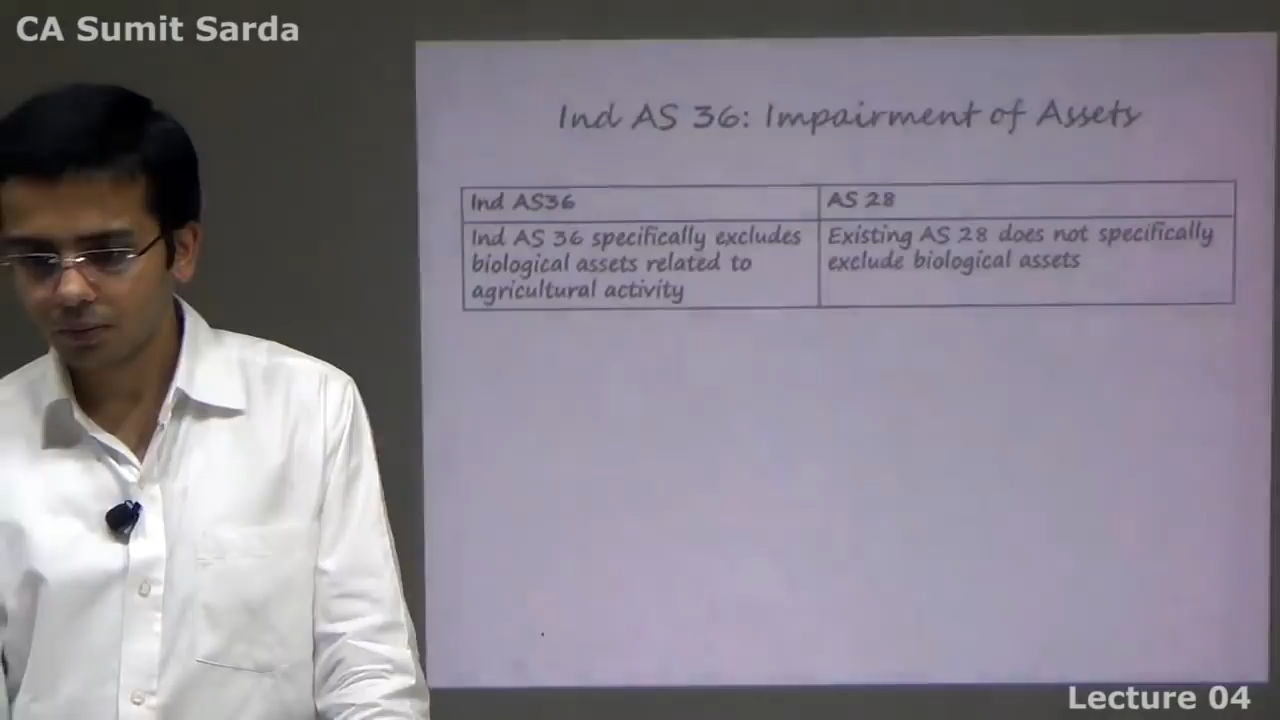 CA Sumit Sarda
Ind AS 36: Impairment of Assets
Ind AS36
AS 28
Ind AS 36 specifically excludes
biological assets related to
agricultural activity
Existing AS 28 does not specifically
exclude biological assets
Lecture 04